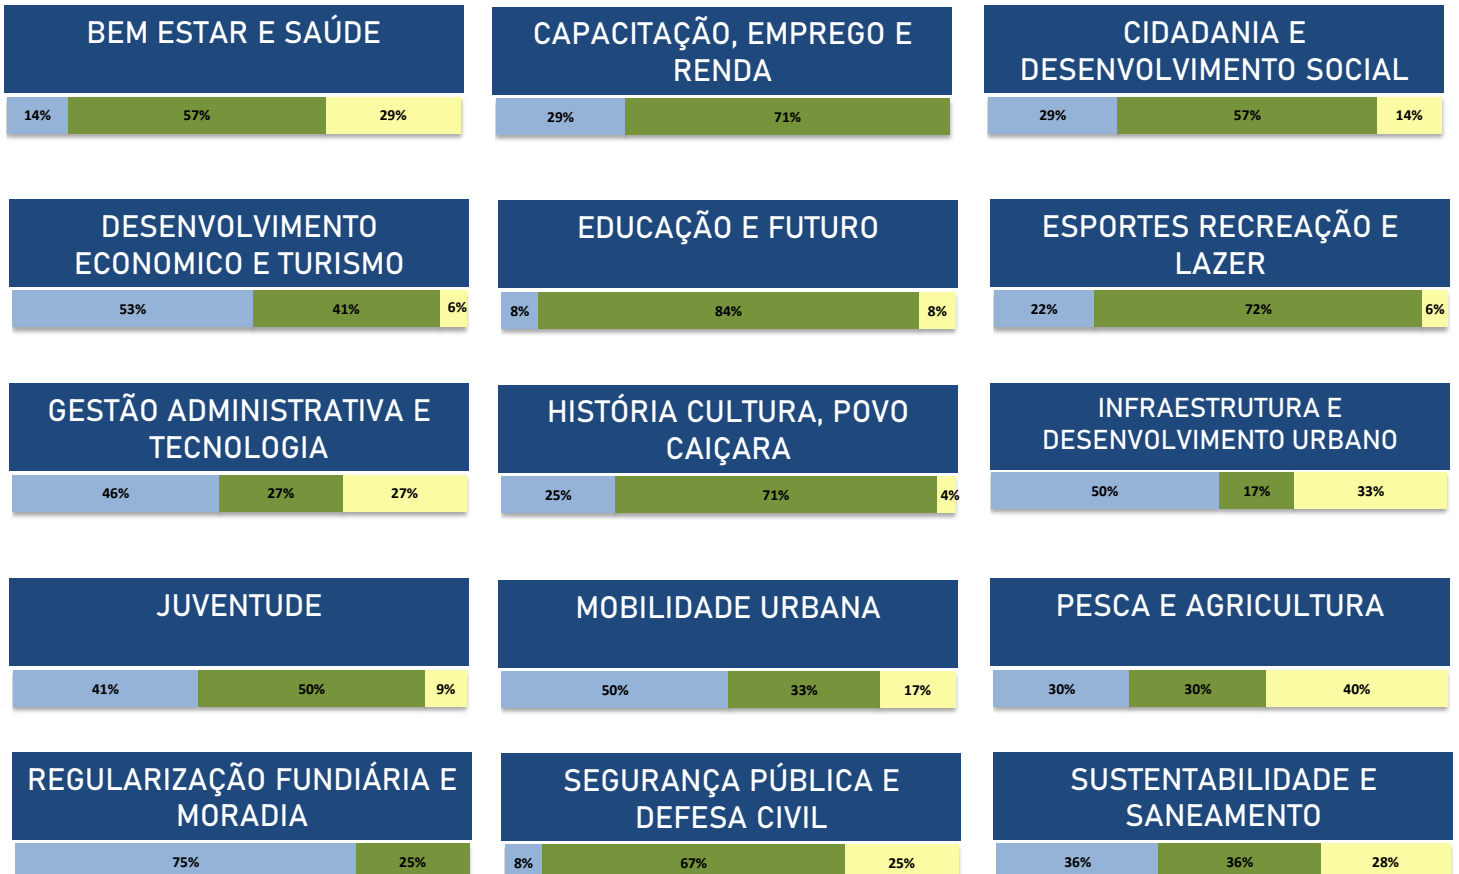 BEM ESTAR E SAÚDE
14% 57% 29%
CAPACITAÇÃO, EMPREGO E
RENDA
29% 71%
CIDADANIA E
DESENVOLVIMENTO SOCIAL
29% 57% 14%
DESENVOLVIMENTO
ECONOMICO E TURISMO
53% 41% 6%
EDUCAÇÃO E FUTURO
8% 84% 8%
ESPORTES RECREAÇÃO E
LAZER
22% 72% 6%
GESTÃO ADMINISTRATIVA E
TECNOLOGIA
46% 27% 27%
HISTÓRIA CULTURA, POVO
CAIÇARA
25% 71% 4%
INFRAESTRUTURA E
DESENVOLVIMENTO URBANO
50% 17% 33%
JUVENTUDE
41% 50% 9%
MOBILIDADE URBANA
50% 33% 17%
PESCA E AGRICULTURA
30% 30% 40%
REGULARIZAÇÃO FUNDIÁRIA E
MORADIA
75% 25%
SEGURANÇA PÚBLICA E
DEFESA CIVIL
8% 67% 25%
SUSTENTABILIDADE E
SANEAMENTO
36% 36% 28%